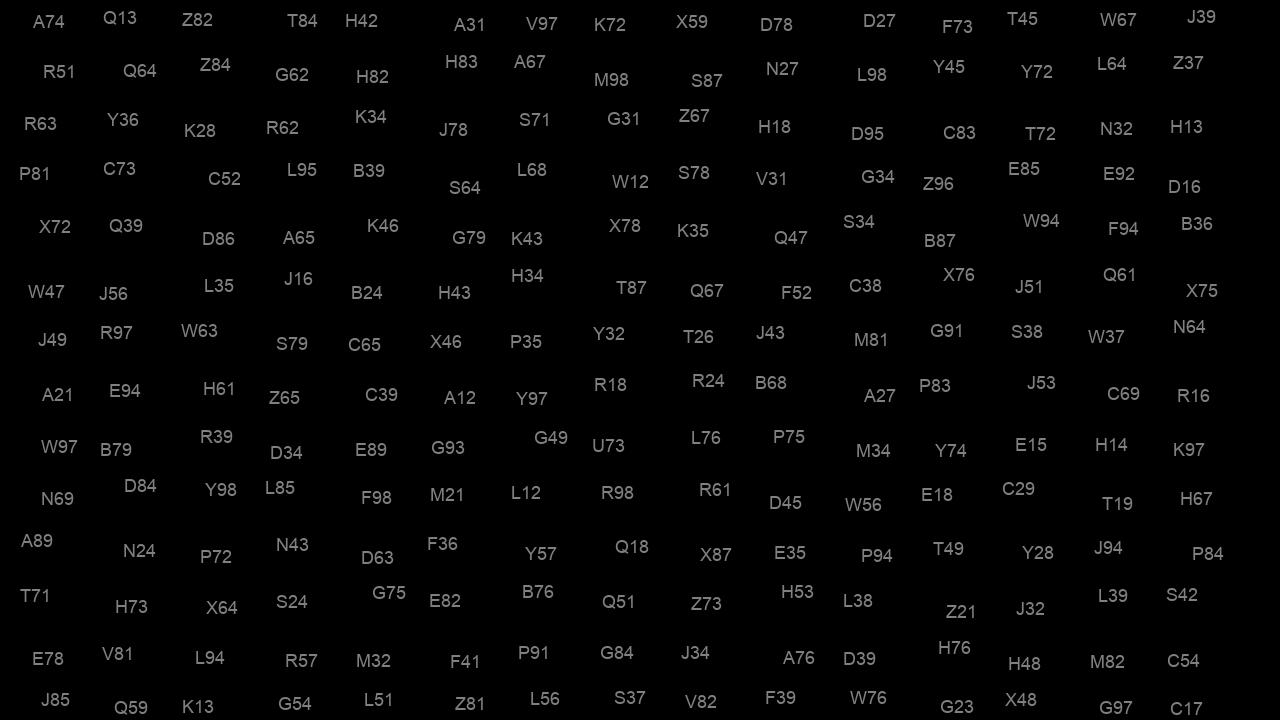 A74 Q13 Z82 T84 H42 A31 V97 K72 X59 D78 D27 F73 T45 W67 J39
R51 Q64 Z84 G62 H82 H83 A67 M98 S87 N27 L98 Y45 Y72 L64 Z37
R63 Y36 K28 R62 K34 J78 S71 G31 Z67 H18 D95 C83 T72 N32 H13
P81 C73 C52 L95 B39 S64 L68 W12 S78 V31 G34 Z96 E85 E92 D16
X72 Q39 D86 A65 K46 G79 K43 X78 K35 Q47 S34 B87 W94 F94 B36
W47 J56 L35 J16 B24 H43 H34 T87 Q67 F52 C38 X76 J51 Q61 X75
J49 R97 W63 S79 C65 X46 P35 Y32 T26 J43 M81 G91 S38 W37 N64
A21 E94 H61 Z65 C39 A12 Y97 R18 R24 B68 A27 P83 J53 C69 R16
W97 B79 R39 D34 E89 G93 G49 U73 L76 P75 M34 Y74 E15 H14 K97
N69 D84 Y98 L85 F98 M21 L12 R98 R61 D45 W56 E18 C29 T19 H67
A89 N24 P72 N43 D63 F36 Y57 Q18 X87 E35 P94 T49 Y28 J94 P84
T71 H73 X64 S24 G75 E82 B76 Q51 Z73 H53 L38 Z21 J32 L39 S42
E78 V81 L94 R57 M32 F41 P91 G84 J34 A76 D39 H76 H48 M82 C54
J85 Q59 K13 G54 L51 Z81 L56 S37 V82 F39 W76 G23 X48 G97 C17